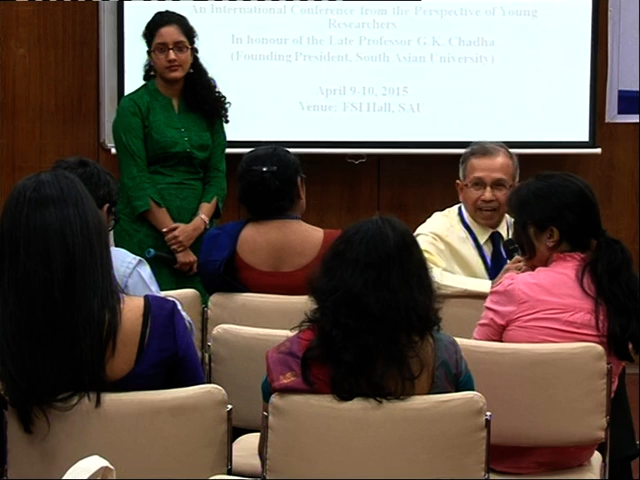 An International Conference from the Perspective of Young
Researchers
In honour of the Late Professor G.K. Chadha
(Founding President, South Asian University)
April 9-10, 2015
Venue: FSI Hall, SAU